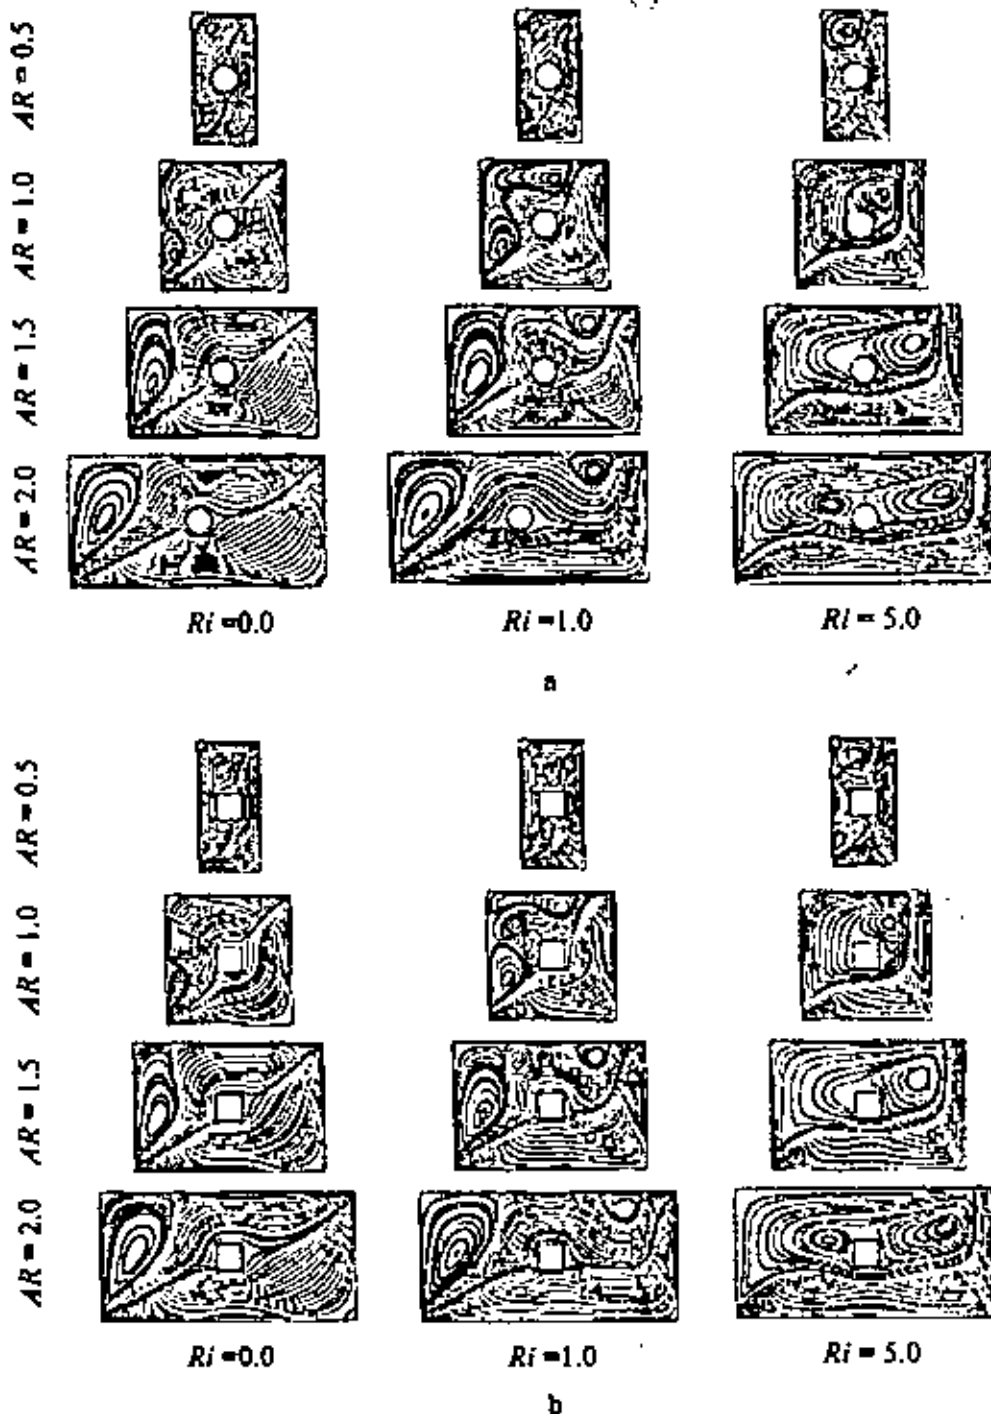 AR = 0.5
AR = 1.0
AR = 1.5
AR = 2.0
Ri = 0.0
Ri = 1.0
Ri = 5.0
a
AR = 0.5
AR = 1.0
AR = 1.5
AR = 2.0
Ri = 0.0
Ri = 1.0
Ri = 5.0
b